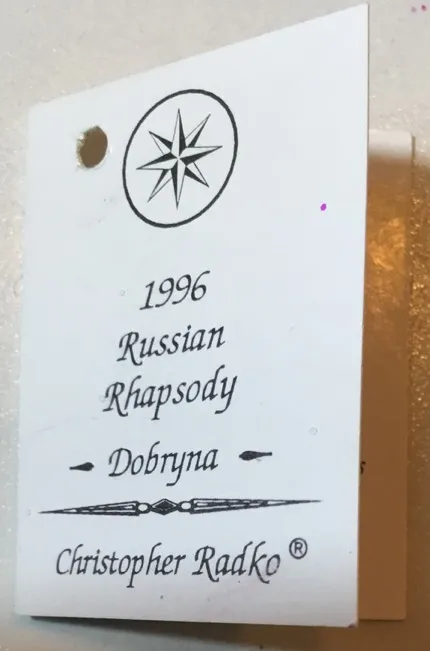 1996
Russian
Rhapsody
Dobryna
Christopher Radko®